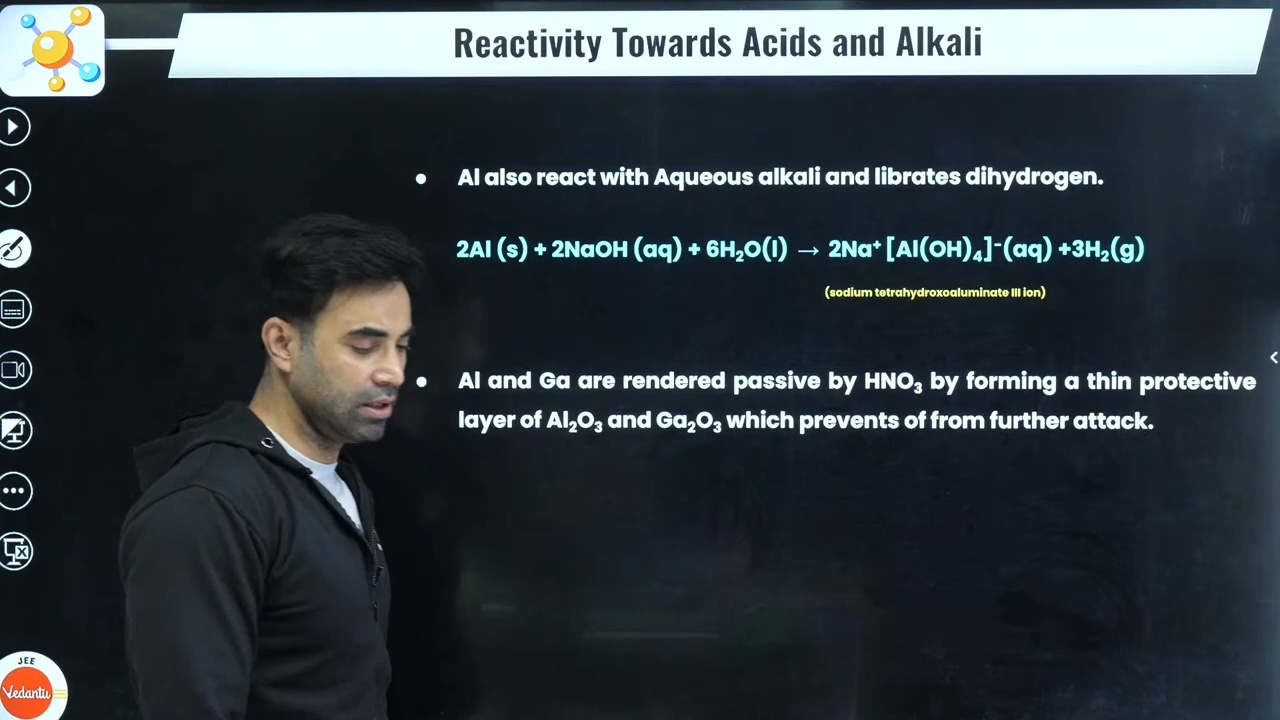 Reactivity Towards Acids and Alkali
Al also react with Aqueous alkali and librates dihydrogen.
2Al (s) + 2NaOH (aq) + 6H₂O(l) → 2Na⁺ [Al(OH)₄]⁻(aq) +3H₂(g)
(sodium tetrahydroxoaluminate III ion)
Al and Ga are rendered passive by HNO₃ by forming a thin protective
layer of Al₂O₃ and Ga₂O₃ which prevents of from further attack.
JEE
Vedantu